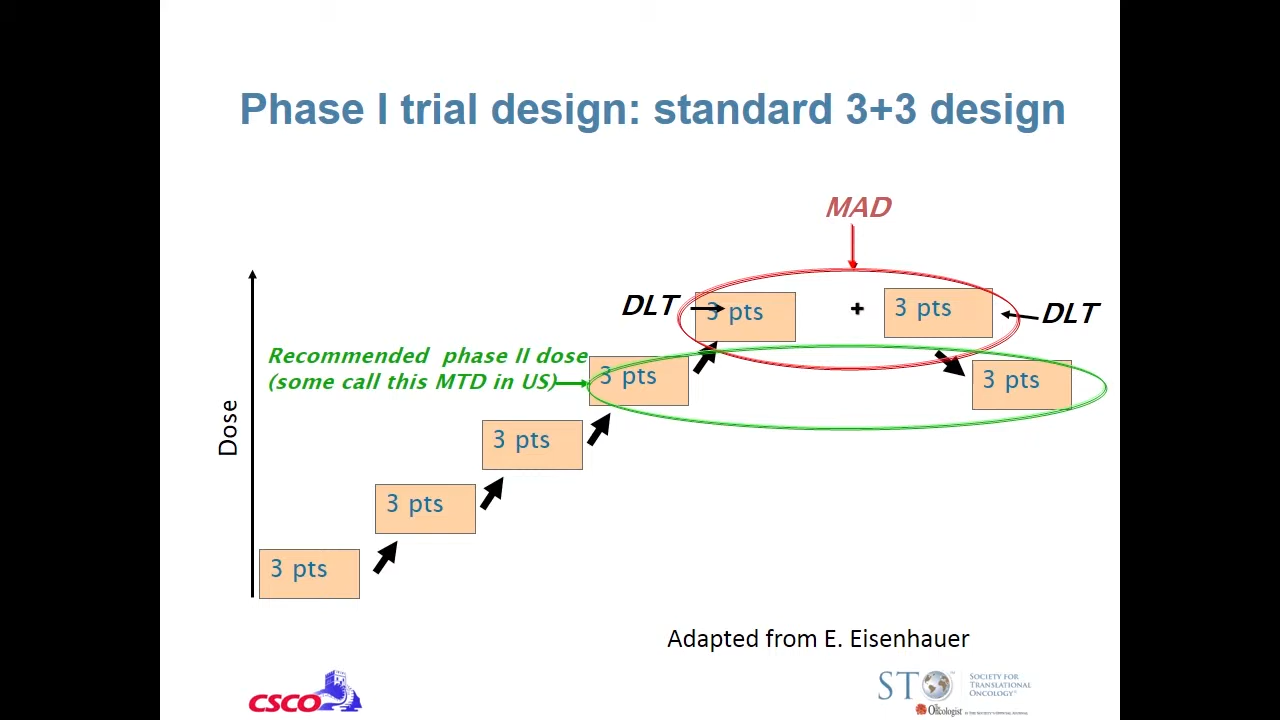 Phase I trial design: standard 3+3 design
MAD
DLT
3 pts
+
3 pts
DLT
Recommended phase II dose
(some call this MTD in US)
3 pts
3 pts
3 pts
3 pts
3 pts
Dose
Adapted from E. Eisenhauer
CSCO
STO
SOCIETY FOR
TRANSLATIONAL
ONCOLOGY
The Oncologist